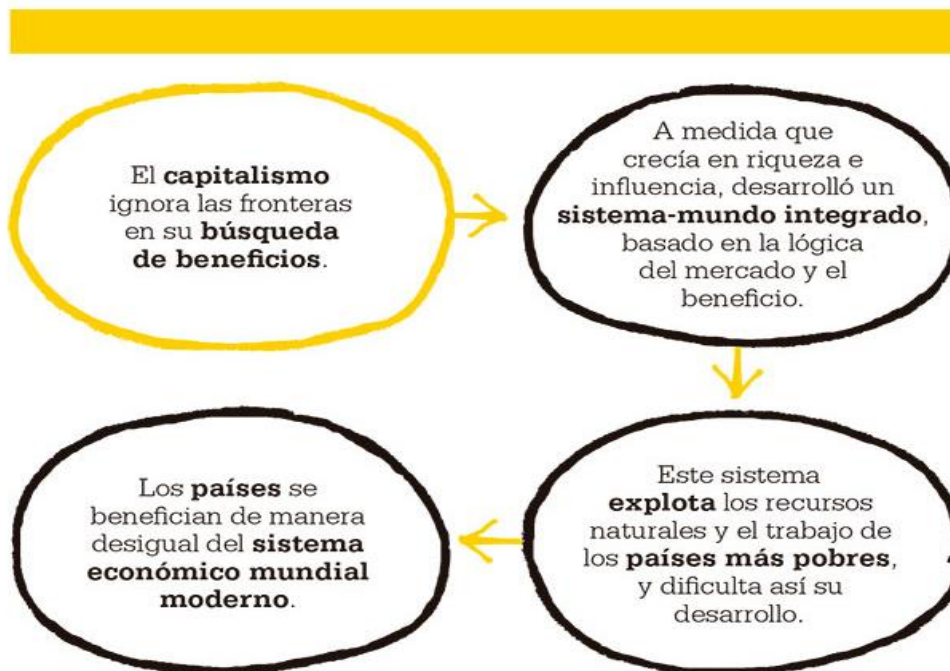 El capitalismo
ignora las fronteras
en su búsqueda
de beneficios.
A medida que
crecía en riqueza e
influencia, desarrolló un
sistema-mundo integrado,
basado en la lógica
del mercado y el
beneficio.
Este sistema
explota los recursos
naturales y el trabajo de
los países más pobres,
y dificulta así su
desarrollo.
Los países se
benefician de manera
desigual del sistema
económico mundial
moderno.